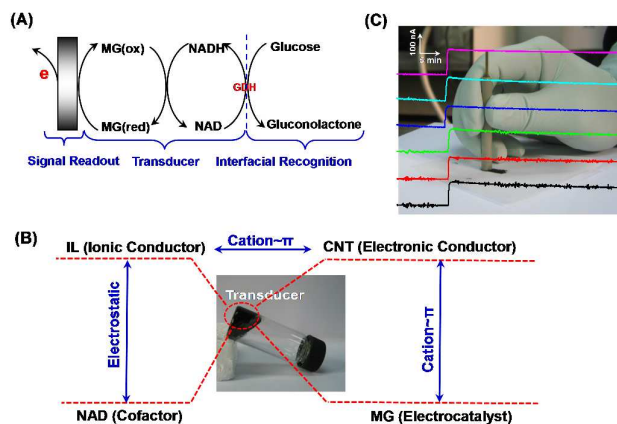 (A)
MG(ox)
NADH
Glucose
e
GDH
MG(red)
NAD
Gluconolactone
Signal Readout
Transducer
Interfacial Recognition
(C)
100 nA
5 min
(B)
IL (Ionic Conductor)
Cation~π
CNT (Electronic Conductor)
Electrostatic
Transducer
Cation~π
NAD (Cofactor)
MG (Electrocatalyst)